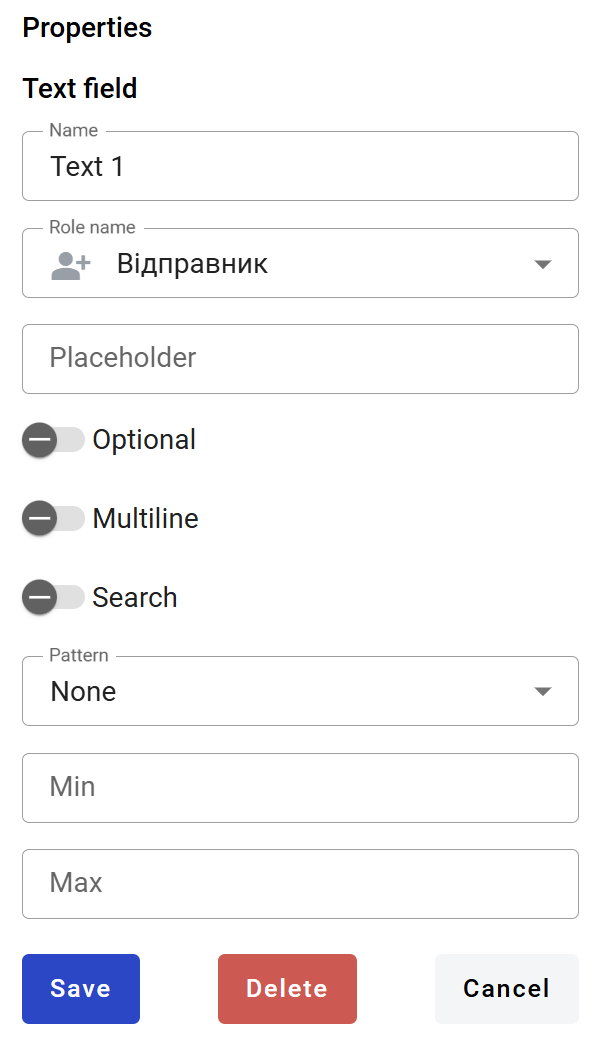 Properties
Text field
Name
Text 1
Role name
Відправник
Placeholder
Optional
Multiline
Search
Pattern
None
Min
Max
Save Delete Cancel